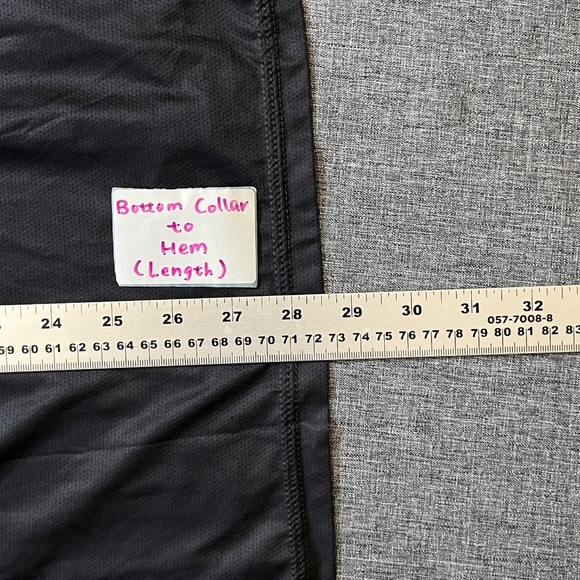 Bottom Collar
to
Hem
(Length)
24 25 26 27 28 29 30 31 32
057-7008-8
59 60 61 62 63 64 65 66 67 68 69 70 71 72 73 74 75 76 77 78 79 80 81 82 83